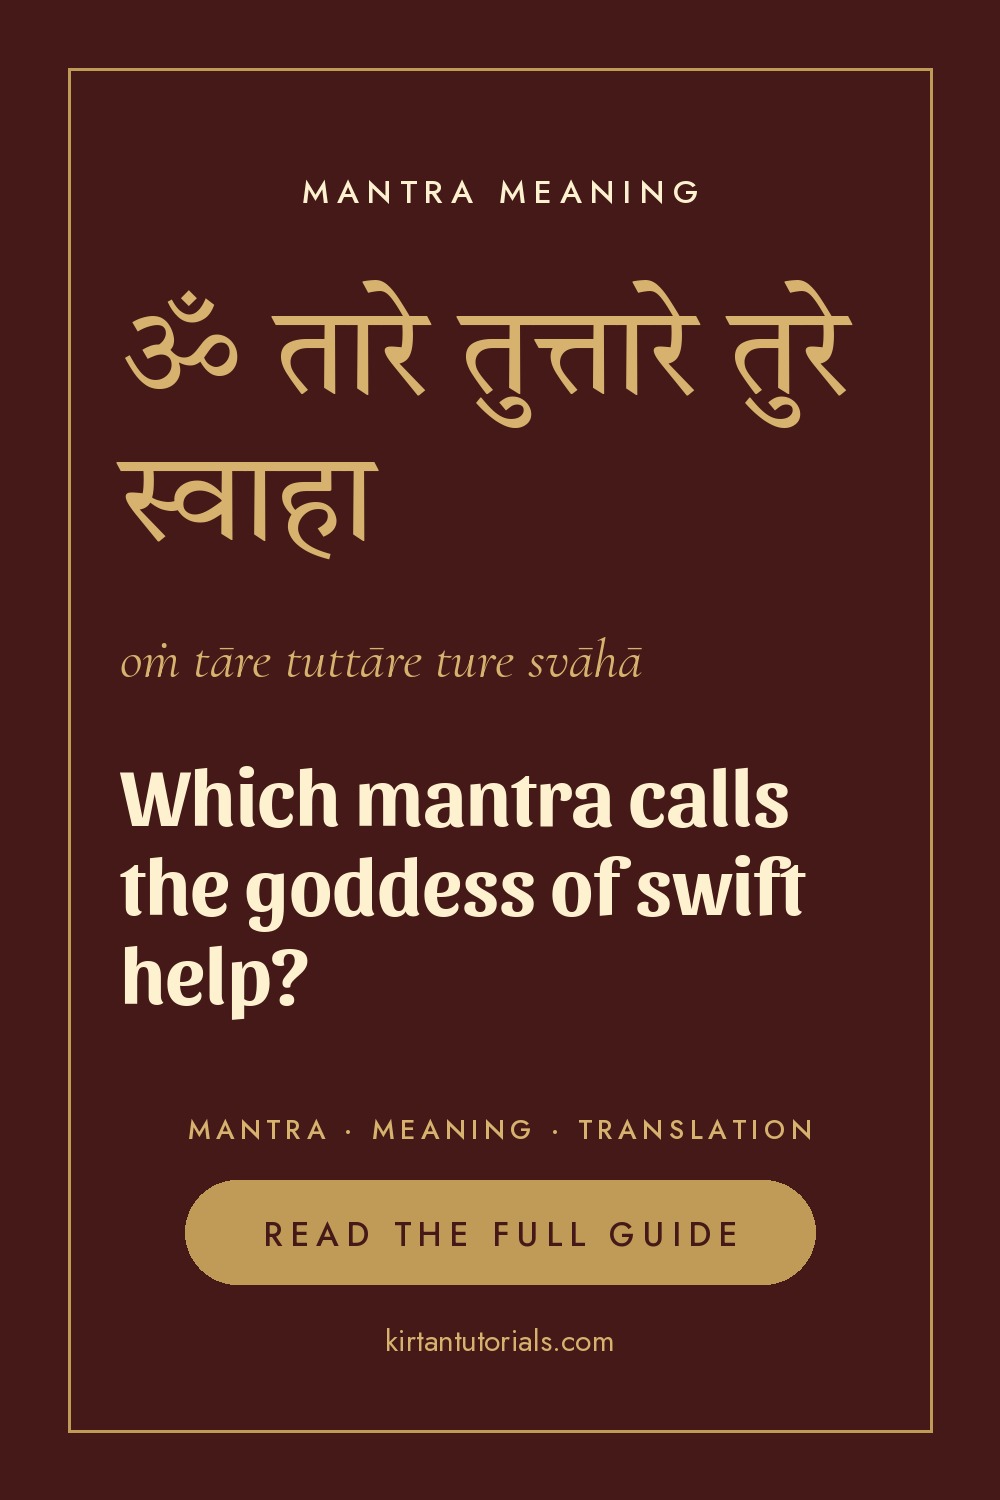 MANTRA MEANING
ॐ तारे तुत्तारे तुरे
स्वाहा
oṁ tāre tuttāre ture svāhā
Which mantra calls
the goddess of swift
help?
MANTRA · MEANING · TRANSLATION
READ THE FULL GUIDE
kirtantutorials.com